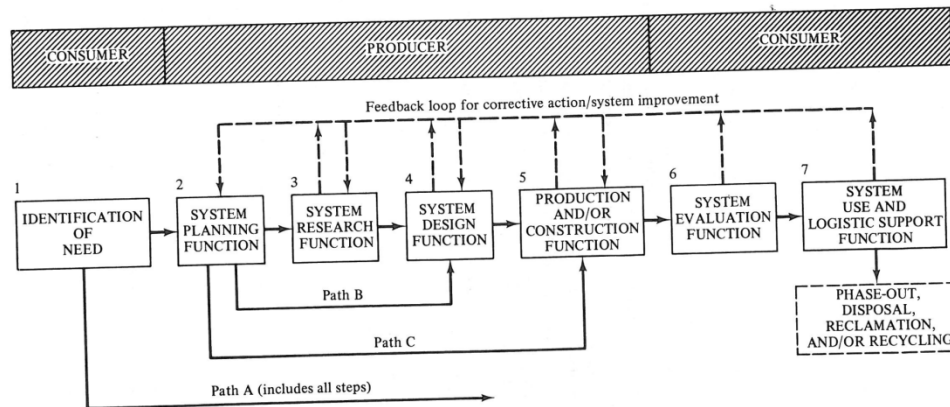 CONSUMER
PRODUCER
CONSUMER
Feedback loop for corrective action/system improvement
1
IDENTIFICATION
OF
NEED
2
SYSTEM
PLANNING
FUNCTION
3
SYSTEM
RESEARCH
FUNCTION
4
SYSTEM
DESIGN
FUNCTION
5
PRODUCTION
AND/OR
CONSTRUCTION
FUNCTION
6
SYSTEM
EVALUATION
FUNCTION
7
SYSTEM
USE AND
LOGISTIC SUPPORT
FUNCTION
Path B
Path C
PHASE-OUT,
DISPOSAL,
RECLAMATION,
AND/OR RECYCLING
Path A (includes all steps)